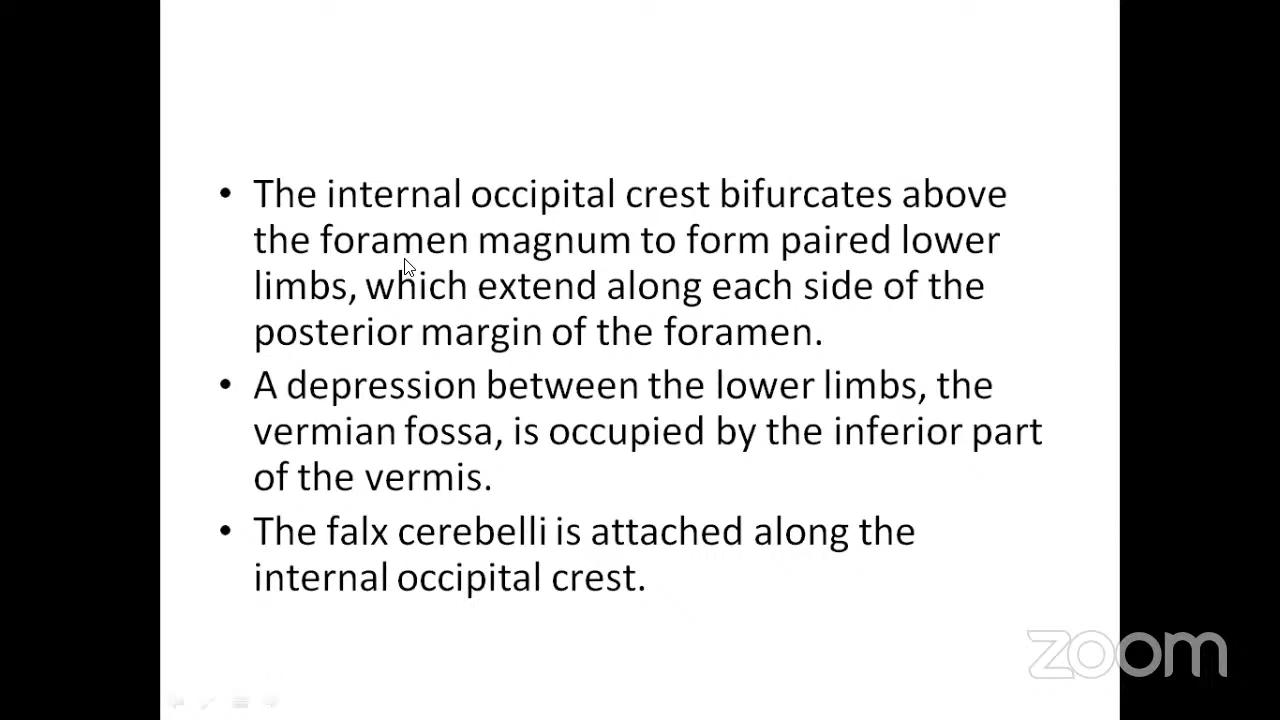 • The internal occipital crest bifurcates above
the foramen magnum to form paired lower
limbs, which extend along each side of the
posterior margin of the foramen.
• A depression between the lower limbs, the
vermian fossa, is occupied by the inferior part
of the vermis.
• The falx cerebelli is attached along the
internal occipital crest.
zoom